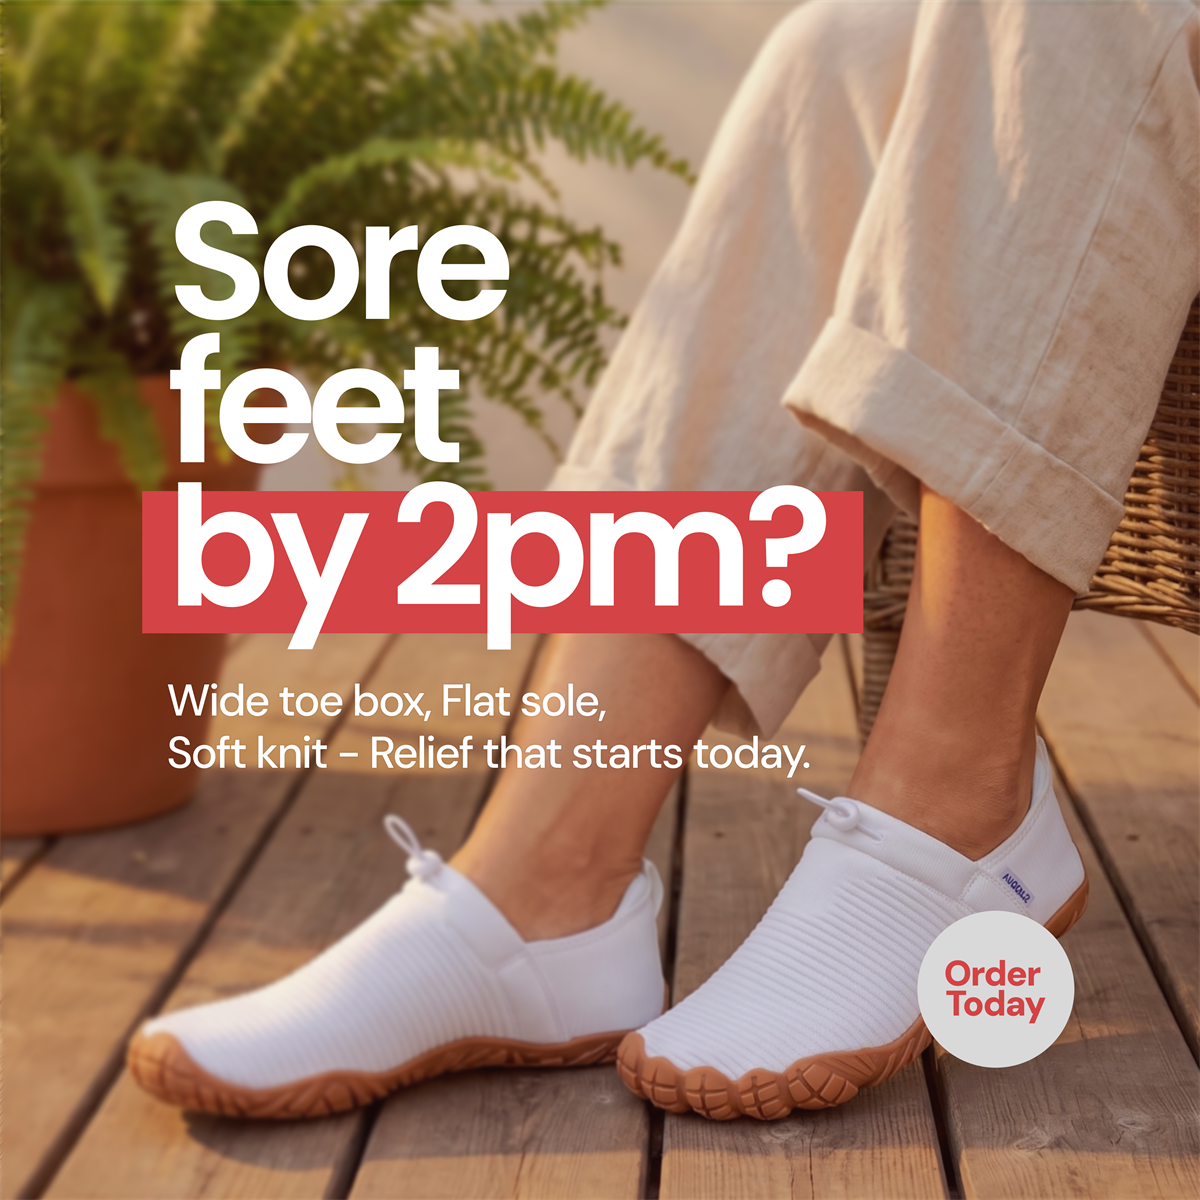 Sore
feet
by 2pm?
Wide toe box, Flat sole,
Soft knit – Relief that starts today.
Order
Today